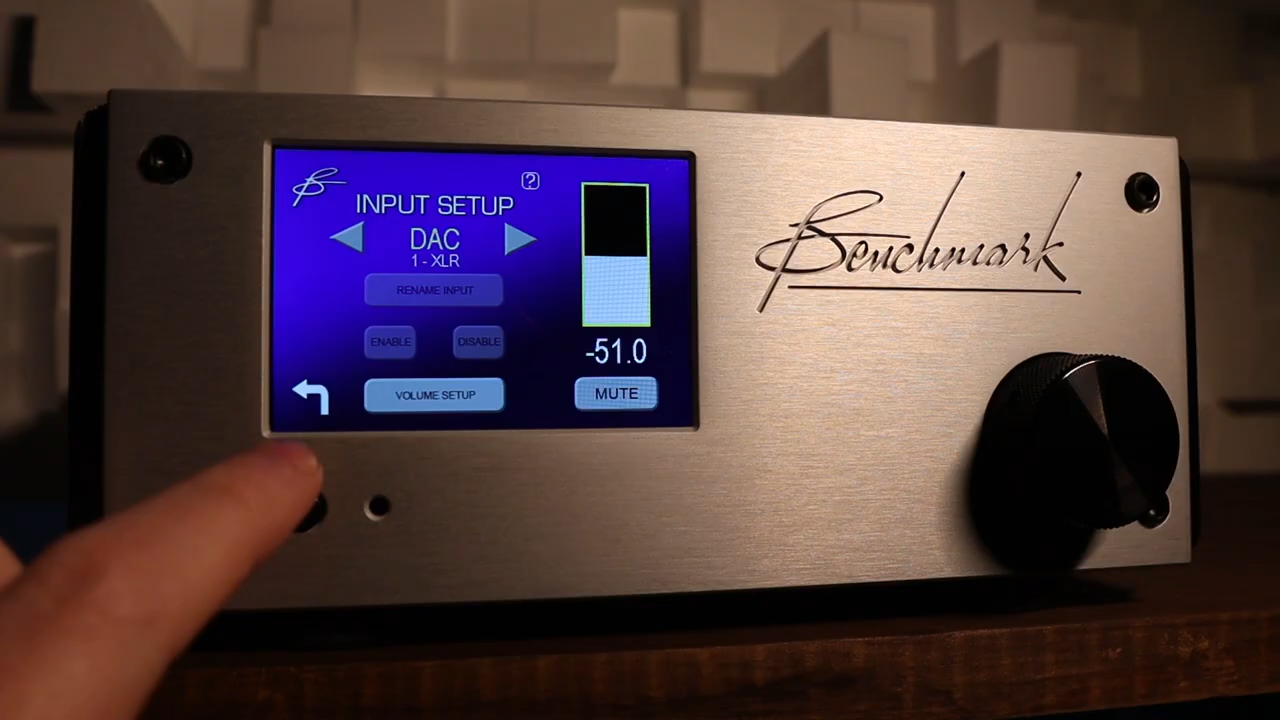 ?
INPUT SETUP
DAC
1 - XLR
RENAME INPUT
ENABLE DISABLE
VOLUME SETUP
-51.0
MUTE
Benchmark